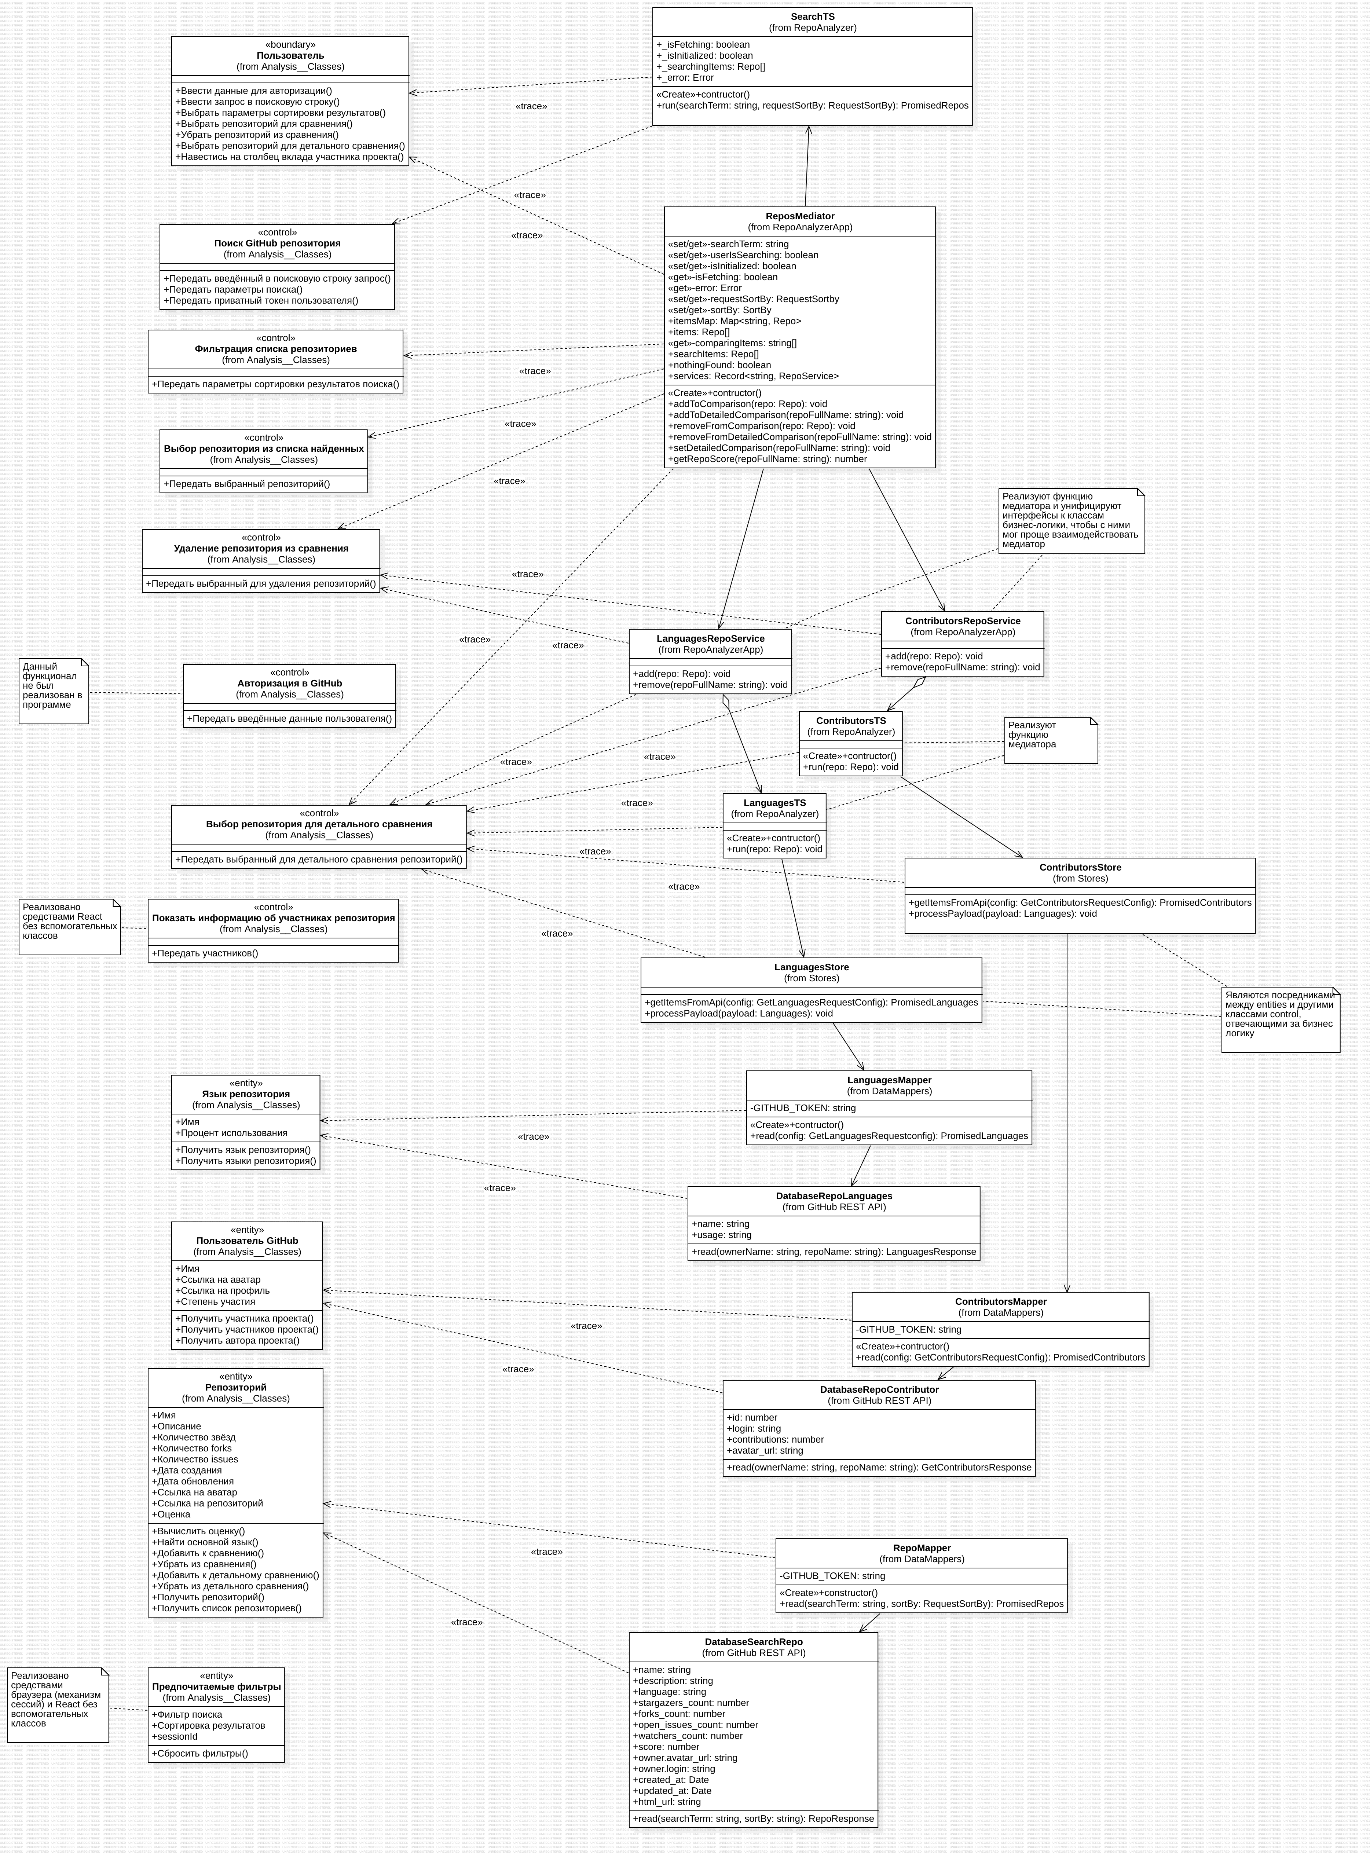 SearchTS
(from RepoAnalyzer)
+_isFetching: boolean
+_isInitialized: boolean
+_searchingItems: Repo[]
+_error: Error
«Create»+contructor()
+run(searchTerm: string, requestSortBy: RequestSortBy): PromisedRepos
«boundary»
Пользователь
(from Analysis__Classes)
+Ввести данные для авторизации()
+Ввести запрос в поисковую строку()
+Выбрать параметры сортировки результатов()
+Выбрать репозиторий для сравнения()
+Убрать репозиторий из сравнения()
+Выбрать репозиторий для детального сравнения()
+Навестись на столбец вклада участника проекта()
«trace»
«trace»
«trace»
ReposMediator
(from RepoAnalyzerApp)
«set/get»-searchTerm: string
«set/get»-userIsSearching: boolean
«set/get»-isInitialized: boolean
«get»-isFetching: boolean
«get»-error: Error
«set/get»-requestSortBy: RequestSortby
«set/get»-sortBy: SortBy
+itemsMap: Map<string, Repo>
+items: Repo[]
«get»-comparingItems: string[]
+searchItems: Repo[]
+nothingFound: boolean
+services: Record<string, RepoService>
«Create»+contructor()
+addToComparison(repo: Repo): void
+addToDetailedComparison(repoFullName: string): void
+removeFromComparison(repo: Repo): void
+removeFromDetailedComparison(repoFullName: string): void
+setDetailedComparison(repoFullName: string): void
+getRepoScore(repoFullName: string): number
«control»
Поиск GitHub репозитория
(from Analysis__Classes)
+Передать введённый в поисковую строку запрос()
+Передать параметры поиска()
+Передать приватный токен пользователя()
«control»
Фильтрация списка репозиториев
(from Analysis__Classes)
+Передать параметры сортировки результатов поиска()
«trace»
«trace»
«trace»
«control»
Выбор репозитория из списка найденных
(from Analysis__Classes)
+Передать выбранный репозиторий()
Реализуют функцию
медиатора и унифицируют
интерфейсы к классам
бизнес-логики, чтобы с ними
мог проще взаимодействовать
медиатор
«control»
Удаление репозитория из сравнения
(from Analysis__Classes)
+Передать выбранный для удаления репозиторий()
«trace»
«trace»
«trace»
ContributorsRepoService
(from RepoAnalyzerApp)
+add(repo: Repo): void
+remove(repoFullName: string): void
LanguagesRepoService
(from RepoAnalyzerApp)
+add(repo: Repo): void
+remove(repoFullName: string): void
Данный
функционал
не был
реализован в
программе
«control»
Авторизация в GitHub
(from Analysis__Classes)
+Передать введённые данные пользователя()
ContributorsTS
(from RepoAnalyzer)
«Create»+contructor()
+run(repo: Repo): void
Реализуют
функцию
медиатора
«trace»
«trace»
«trace»
LanguagesTS
(from RepoAnalyzer)
«Create»+contructor()
+run(repo: Repo): void
«control»
Выбор репозитория для детального сравнения
(from Analysis__Classes)
+Передать выбранный для детального сравнения репозиторий()
«trace»
«trace»
«trace»
ContributorsStore
(from Stores)
+getItemsFromApi(config: GetContributorsRequestConfig): PromisedContributors
+processPayload(payload: Languages): void
Реализовано
средствами React
без вспомогательных
классов
«control»
Показать информацию об участниках репозитория
(from Analysis__Classes)
+Передать участников()
LanguagesStore
(from Stores)
+getItemsFromApi(config: GetLanguagesRequestConfig): PromisedLanguages
+processPayload(payload: Languages): void
Являются посредниками
между entities и другими
классами control,
отвечающими за бизнес
логику
«entity»
Язык репозитория
(from Analysis__Classes)
+Имя
+Процент использования
+Получить язык репозитория()
+Получить языки репозитория()
LanguagesMapper
(from DataMappers)
-GITHUB_TOKEN: string
«Create»+contructor()
+read(config: GetLanguagesRequestconfig): PromisedLanguages
«trace»
«trace»
DatabaseRepoLanguages
(from GitHub REST API)
+name: string
+usage: string
+read(ownerName: string, repoName: string): LanguagesResponse
«entity»
Пользователь GitHub
(from Analysis__Classes)
+Имя
+Ссылка на аватар
+Ссылка на профиль
+Степень участия
+Получить участника проекта()
+Получить участников проекта()
+Получить автора проекта()
ContributorsMapper
(from DataMappers)
-GITHUB_TOKEN: string
«Create»+contructor()
+read(config: GetContributorsRequestConfig): PromisedContributors
«trace»
«trace»
DatabaseRepoContributor
(from GitHub REST API)
+id: number
+login: string
+contributions: number
+avatar_url: string
+read(ownerName: string, repoName: string): GetContributorsResponse
«entity»
Репозиторий
(from Analysis__Classes)
+Имя
+Описание
+Количество звёзд
+Количество forks
+Количество issues
+Дата создания
+Дата обновления
+Ссылка на аватар
+Ссылка на репозиторий
+Оценка
+Вычислить оценку()
+Найти основной язык()
+Добавить к сравнению()
+Убрать из сравнения()
+Добавить к детальному сравнению()
+Убрать из детального сравнения()
+Получить репозиторий()
+Получить список репозиториев()
«trace»
«trace»
RepoMapper
(from DataMappers)
-GITHUB_TOKEN: string
«Create»+constructor()
+read(searchTerm: string, sortBy: RequestSortBy): PromisedRepos
DatabaseSearchRepo
(from GitHub REST API)
+name: string
+description: string
+language: string
+stargazers_count: number
+forks_count: number
+open_issues_count: number
+watchers_count: number
+score: number
+owner.avatar_url: string
+owner.login: string
+created_at: Date
+updated_at: Date
+html_url: string
+read(searchTerm: string, sortBy: string): RepoResponse
Реализовано
средствами
браузера (механизм
сессий) и React без
вспомогательных
классов
«entity»
Предпочитаемые фильтры
(from Analysis__Classes)
+Фильтр поиска
+Сортировка результатов
+sessionId
+Сбросить фильтры()